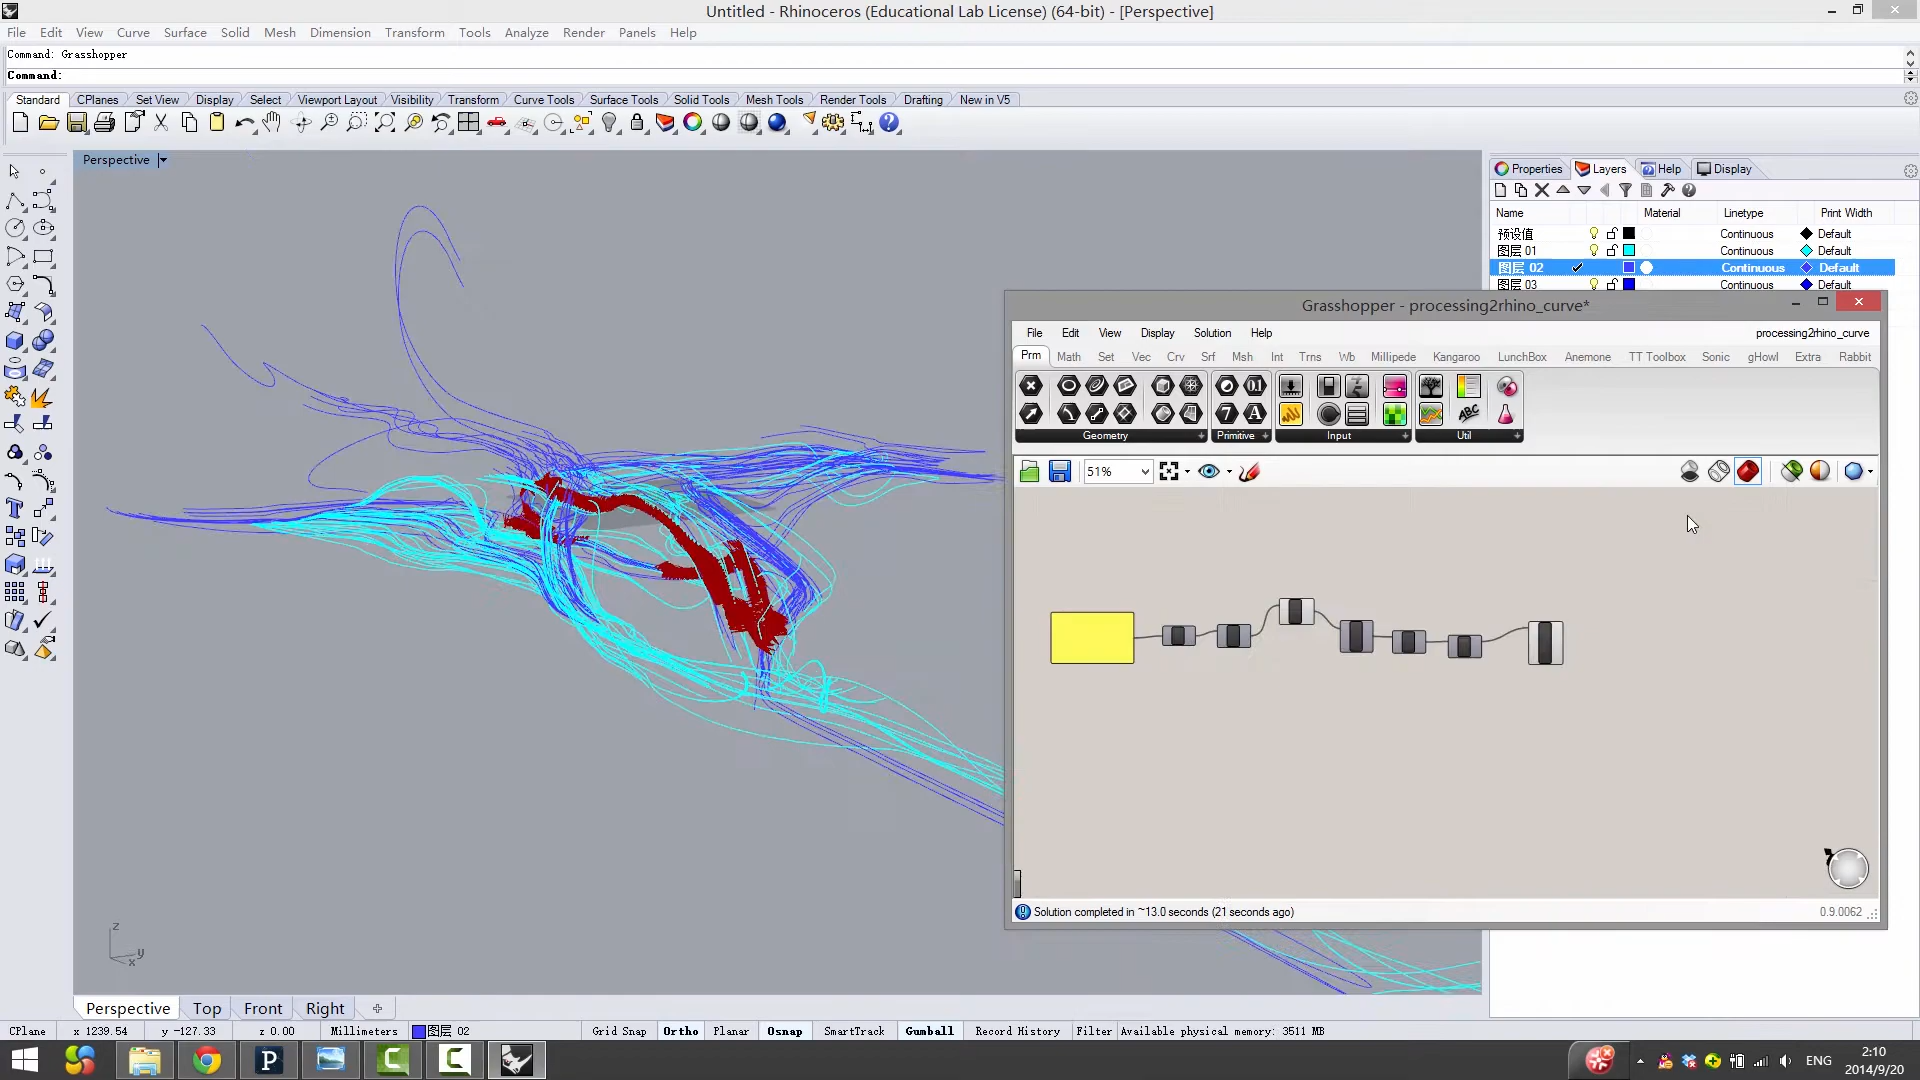 Untitled - Rhinoceros (Educational Lab License) (64-bit) - [Perspective]
File Edit View Curve Surface Solid Mesh Dimension Transform Tools Analyze Render Panels Help
Command: Grasshopper
Command:
Standard CPlanes Set View Display Select Viewport Layout Visibility Transform Curve Tools Surface Tools Solid Tools Mesh Tools Render Tools Drafting New in V5
Perspective
Properties Layers Help Display
Name Material Linetype Print Width
预设值 Continuous Default
图层 01 Continuous Default
图层 02 Continuous Default
图层 03 Continuous Default
Grasshopper - processing2rhino_curve*
File Edit View Display Solution Help processing2rhino_curve
Prm Math Set Vec Crv Srf Msh Int Trns Wb Millipede Kangaroo LunchBox Anemone TT Toolbox Sonic gHowl Extra Rabbit
Geometry Primitive Input Util
51%
Solution completed in ~13.0 seconds (21 seconds ago) 0.9.0062
z
y
x
Perspective Top Front Right
CPlane x 1239.54 y -127.33 z 0.00 Millimeters 图层 02 Grid Snap Ortho Planar Osnap SmartTrack Gumball Record History Filter Available physical memory: 3511 MB
ENG 2:10
2014/9/20